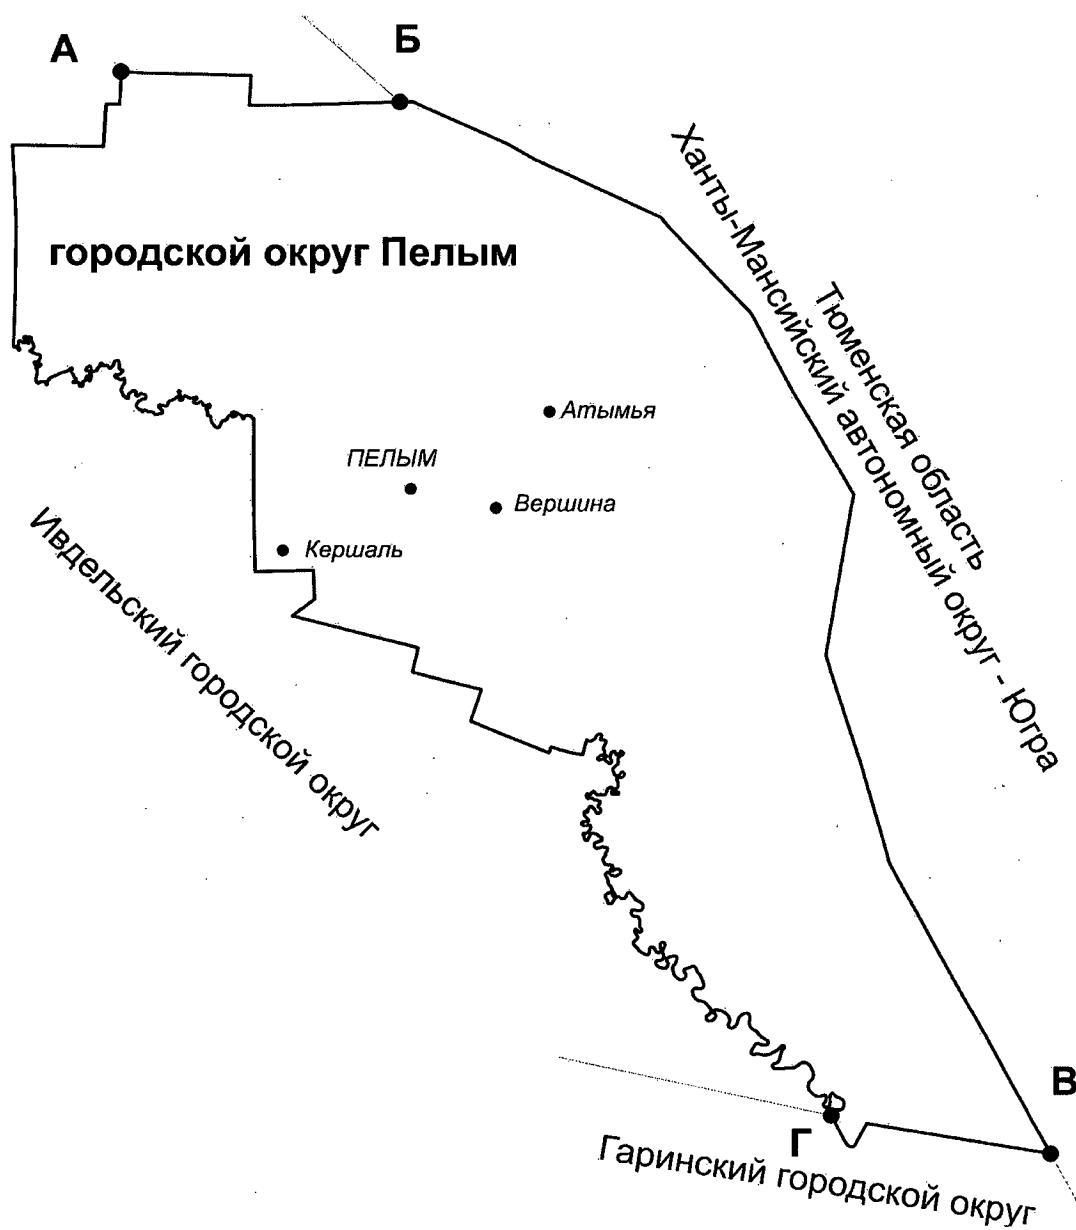 А
Б
городской округ Пелым
Ханты-Мансийский автономный округ - Югра
Тюменская область
Атымья
ПЕЛЫМ
Вершина
Кершаль
Ивдельский городской округ
В
Г
Гаринский городской округ